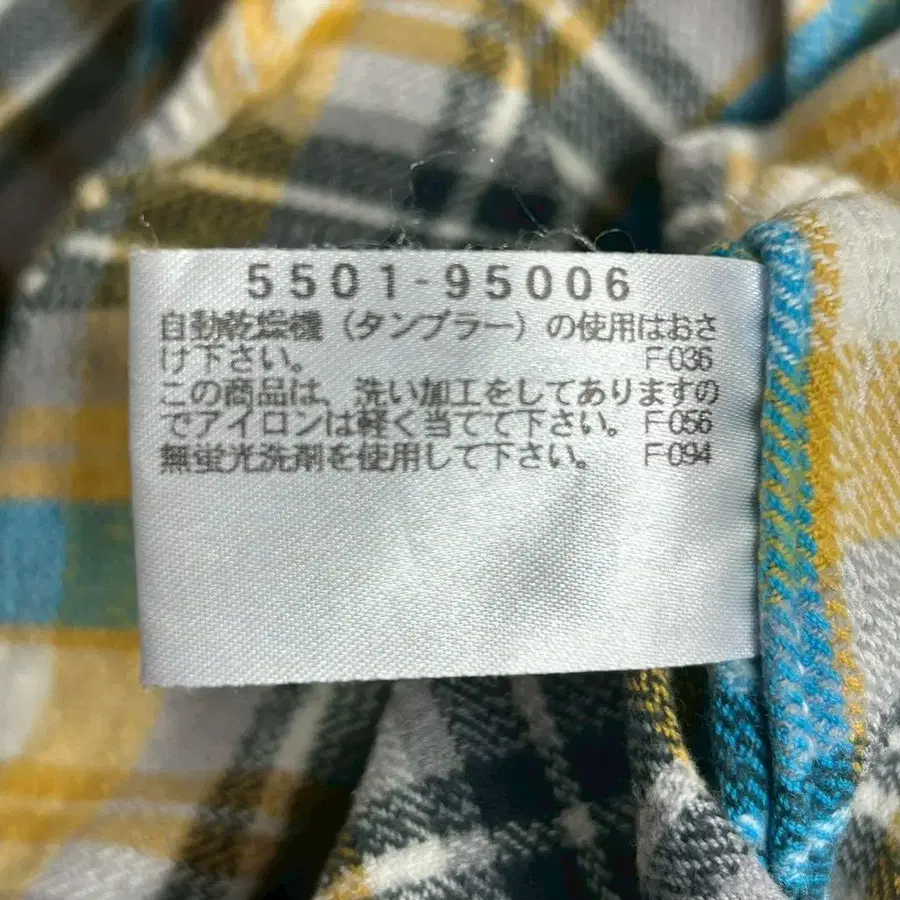 5501-95006
自動乾燥機（タンブラー）の使用はおさ
け下さい。 F036
この商品は、洗い加工をしてありますの
でアイロンは軽く当てて下さい。 F056
無蛍光洗剤を使用して下さい。 F094